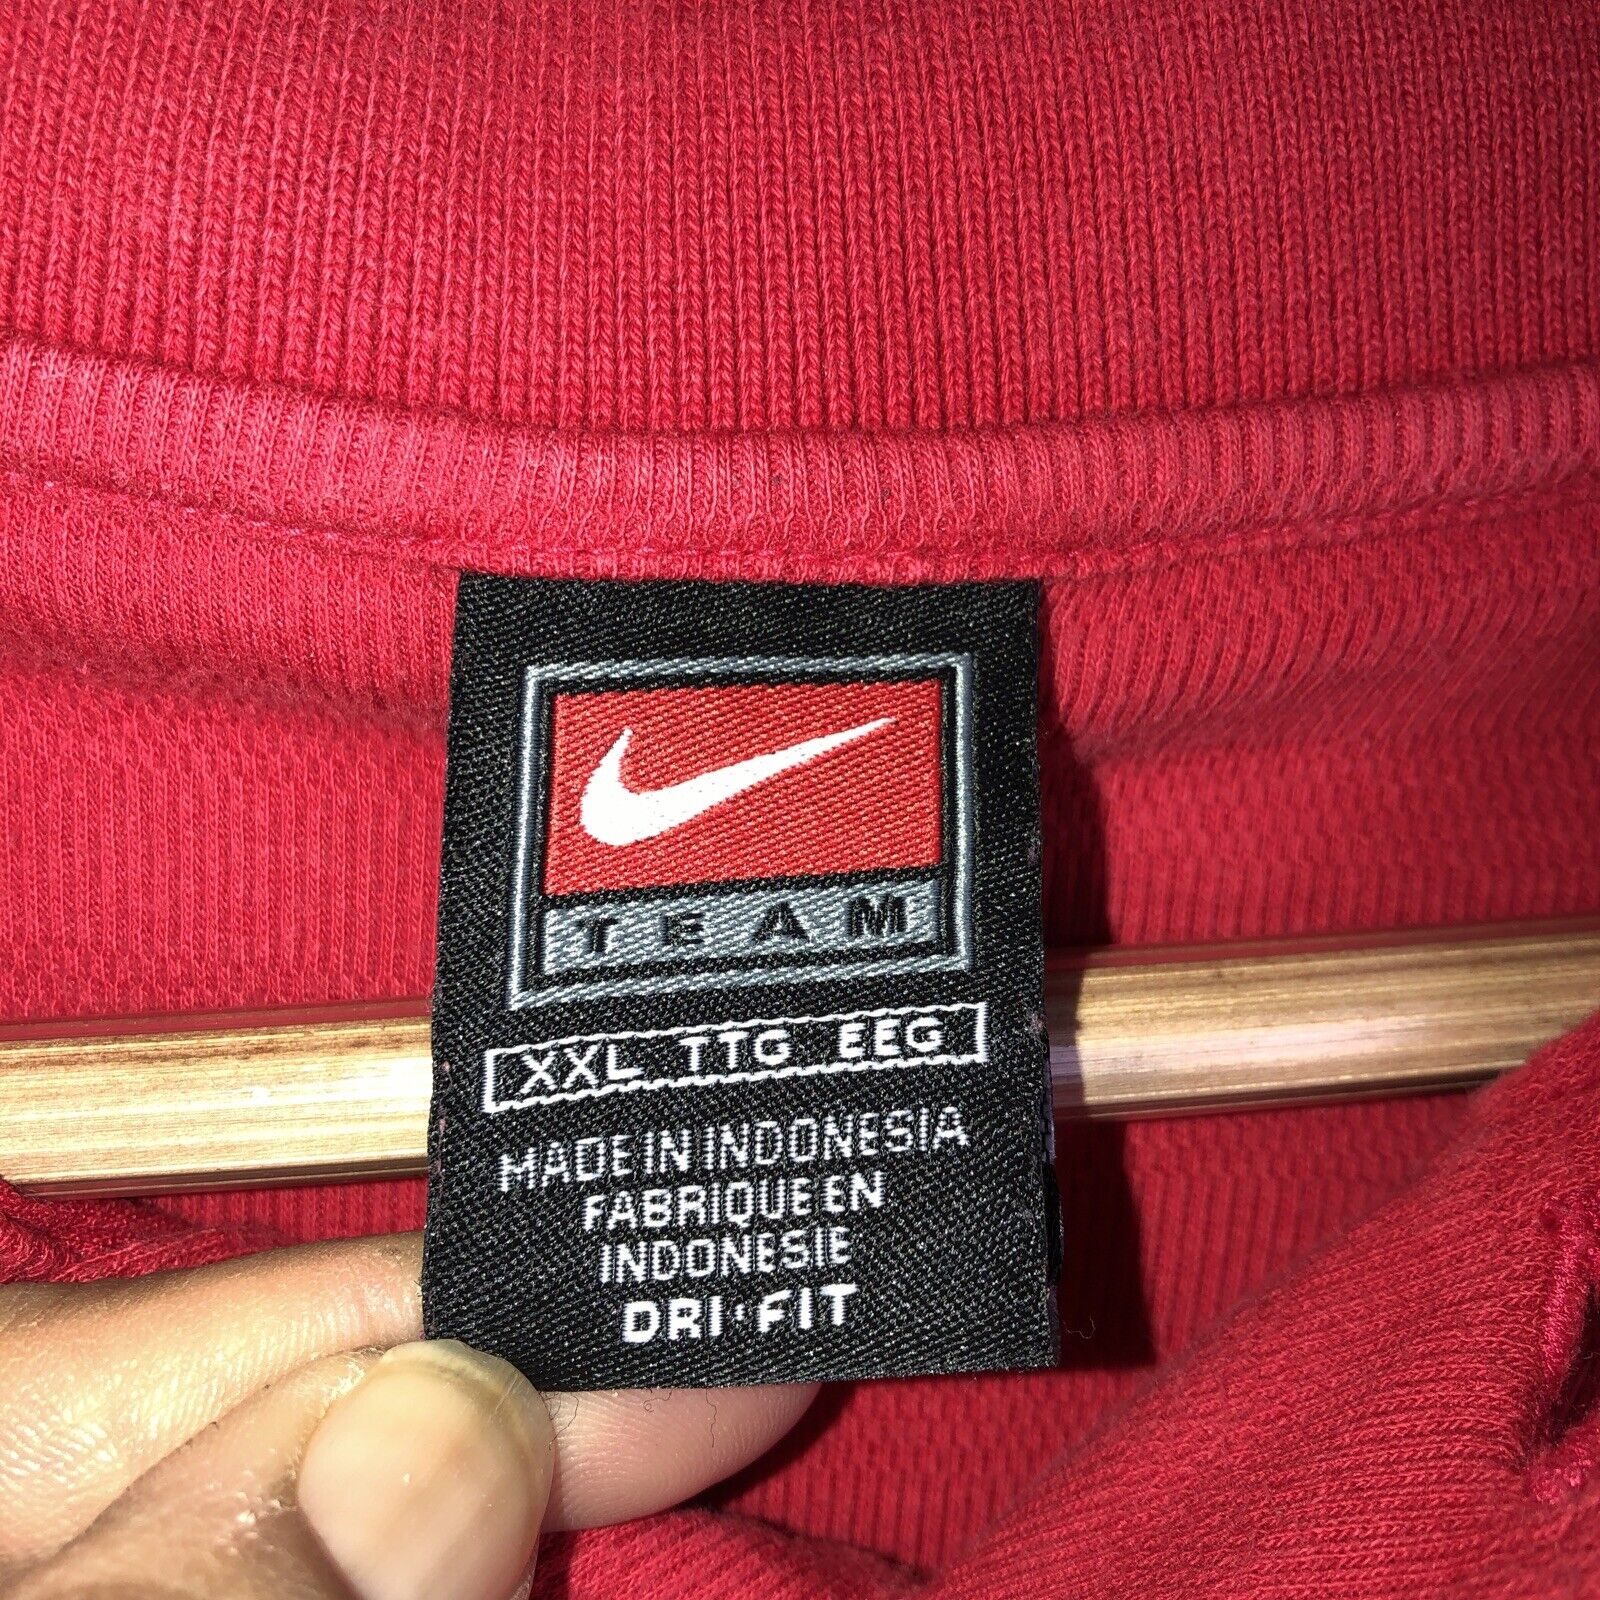 TEAM
XXL TTG EEG
MADE IN INDONESIA
FABRIQUE EN
INDONESIE
DRI•FIT